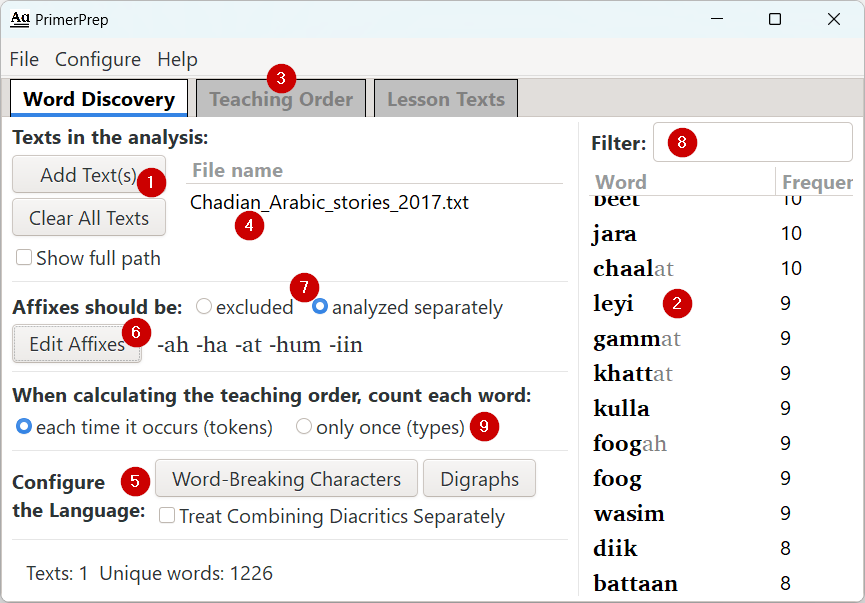 Aa PrimerPrep
File Configure Help
3
Word Discovery Teaching Order Lesson Texts
Texts in the analysis:
Add Text(s) 1
File name
Chadian_Arabic_stories_2017.txt
4
Clear All Texts
Show full path
7
Affixes should be: excluded analyzed separately
6
Edit Affixes -ah -ha -at -hum -iin
When calculating the teaching order, count each word:
each time it occurs (tokens) only once (types) 9
Configure the Language:
5 Word-Breaking Characters Digraphs
Treat Combining Diacritics Separately
Texts: 1 Unique words: 1226
Filter: 8
Word Frequen
beet 10
jara 10
chaalat 10
leyi 2 9
gammat 9
khattat 9
kulla 9
foogah 9
foog 9
wasim 9
diik 8
battaan 8